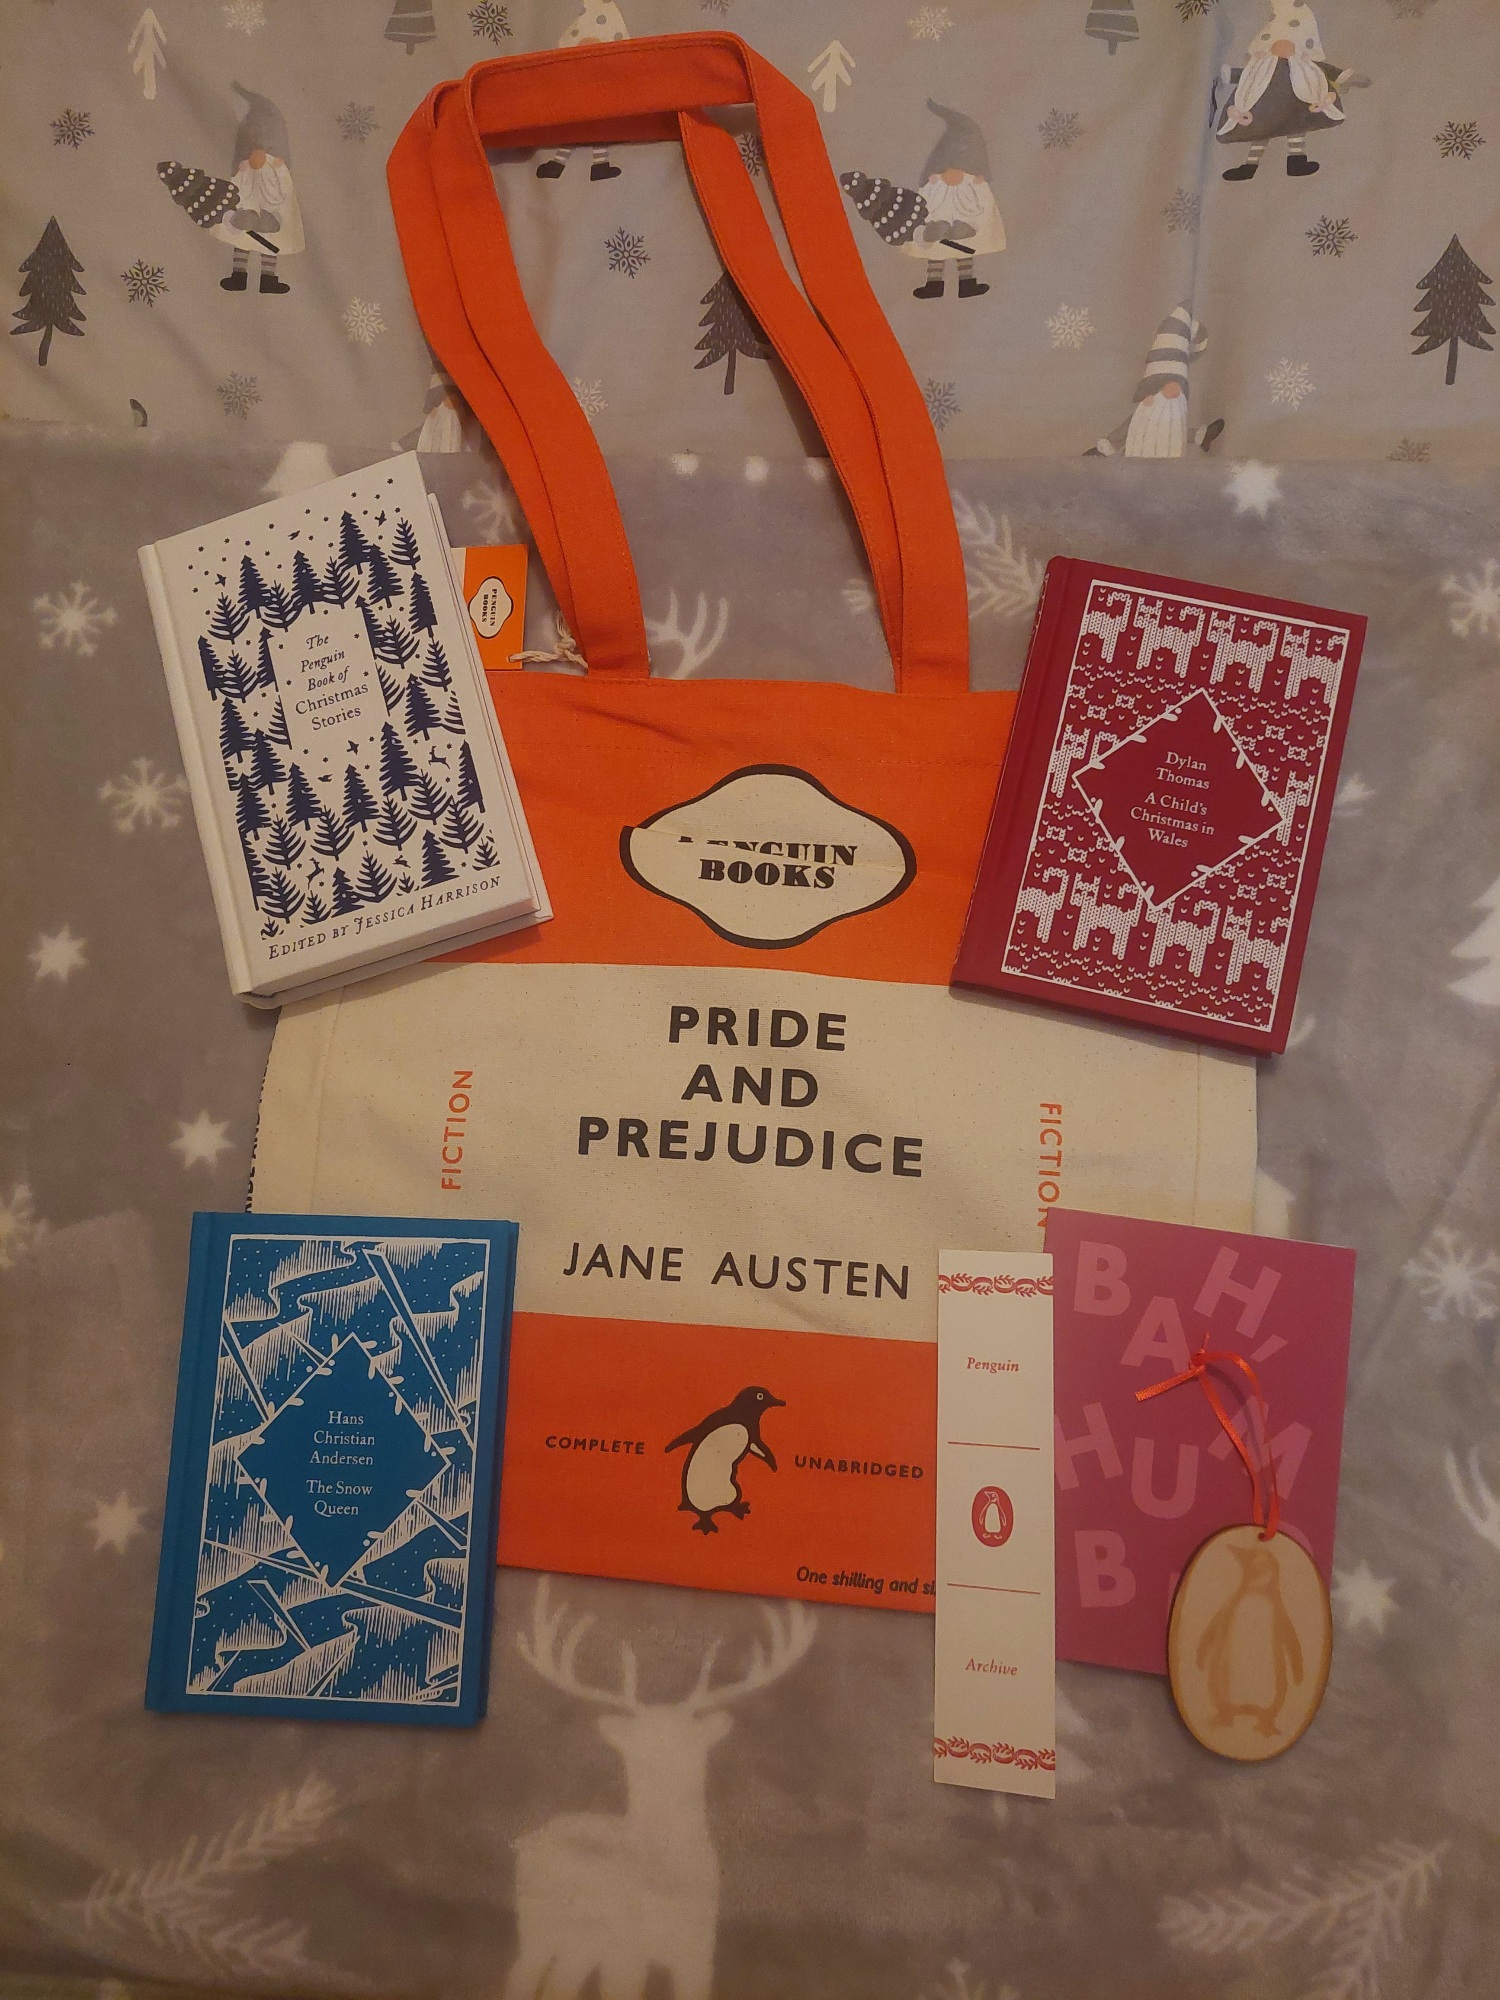 The
Penguin
Book of
Christmas
Stories
EDITED BY JESSICA HARRISON
PENGUIN
BOOKS
PENGUIN
BOOKS
PRIDE
AND
PREJUDICE
FICTION
FICTION
JANE AUSTEN
COMPLETE
UNABRIDGED
One shilling and si
Dylan
Thomas
A Child's
Christmas in
Wales
Hans
Christian
Andersen
The Snow
Queen
Penguin
Archive
BAH,
HUM
B